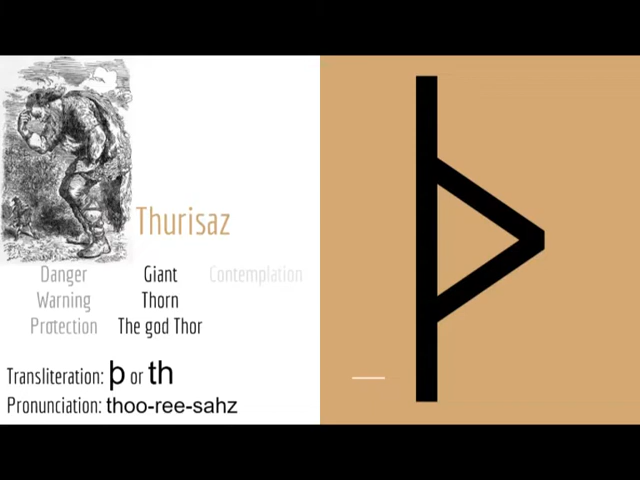 Thurisaz
Danger Giant Contemplation
Warning Thorn
Protection The god Thor
Transliteration: þ or th
Pronunciation: thoo-ree-sahz
ᚦ